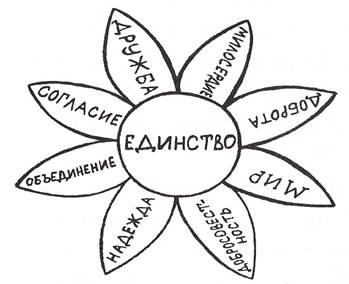 ДРУЖБА
МИЛОСЕРДИЕ
ДОБРОТА
МИР
ДОБРОСОВЕСТ-
НОСТЬ
НАДЕЖДА
ОБЪЕДИНЕНИЕ
СОГЛАСИЕ
ЕДИНСТВО